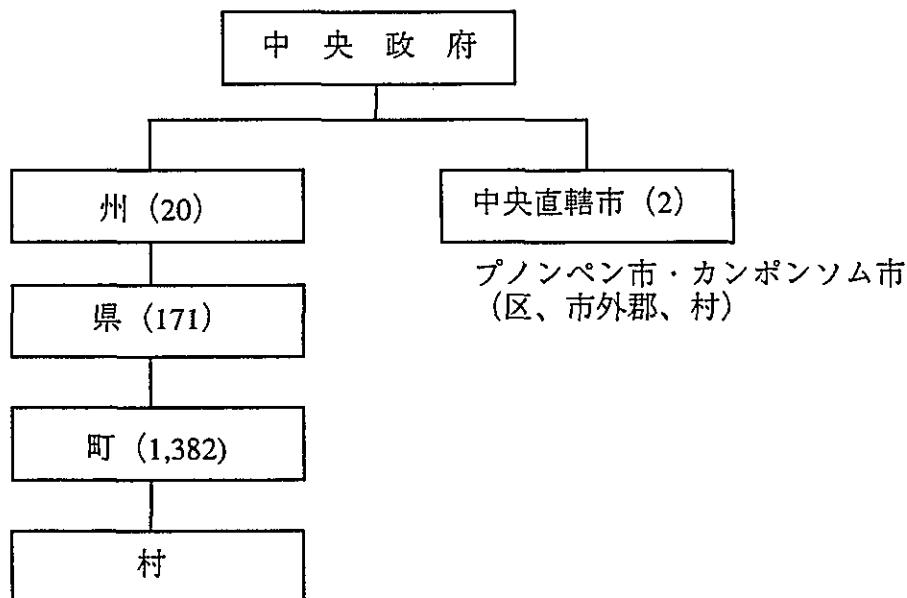 中央政府
州（20）
中央直轄市（2）
プノンペン市・カンポンソム市
（区、市外郡、村）
県（171）
町（1,382)
村